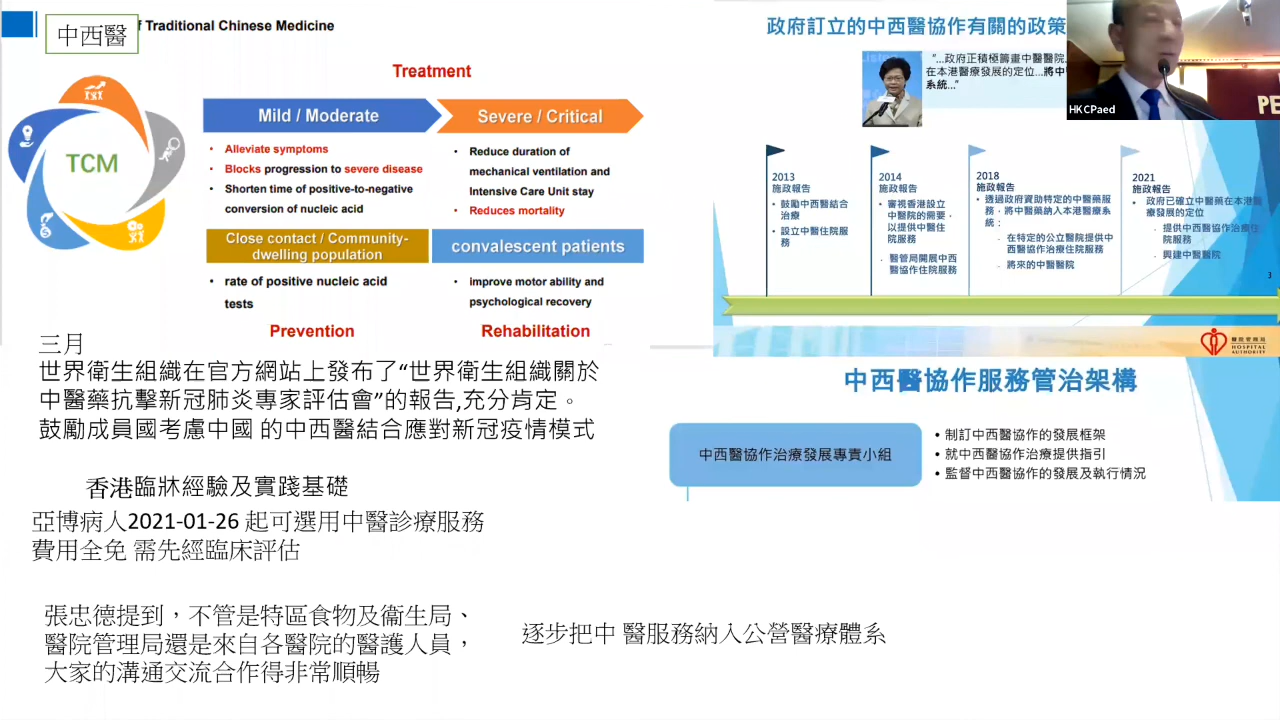 中西醫
of Traditional Chinese Medicine
TCM
Treatment
Mild / Moderate
Severe / Critical
• Alleviate symptoms
• Blocks progression to severe disease
• Shorten time of positive-to-negative
conversion of nucleic acid
• Reduce duration of
mechanical ventilation and
Intensive Care Unit stay
• Reduces mortality
Close contact / Community-
dwelling population
convalescent patients
• rate of positive nucleic acid
tests
• improve motor ability and
psychological recovery
Prevention
Rehabilitation
三月
世界衛生組織在官方網站上發布了“世界衛生組織關於
中醫藥抗擊新冠肺炎專家評估會”的報告,充分肯定。
鼓勵成員國考慮中國 的中西醫結合應對新冠疫情模式
香港臨牀經驗及實踐基礎
亞博病人2021-01-26 起可選用中醫診療服務
費用全免 需先經臨床評估
張忠德提到，不管是特區食物及衞生局、
醫院管理局還是來自各醫院的醫護人員，
大家的溝通交流合作得非常順暢
逐步把中 醫服務納入公營醫療體系
政府訂立的中西醫協作有關的政策
“...政府正積極籌畫中醫醫院
在本港醫療發展的定位...將中
系統...”
HKCPaed
PE
2013
施政報告
• 鼓勵中西醫結合
治療
• 設立中醫住院服
務
2014
施政報告
• 審視香港設立
中醫院的需要，
以提供中醫住
院服務
醫管局開展中西
醫協作住院服務
2018
施政報告
• 透過政府資助特定的中醫藥服
務，將中醫藥納入本港醫療系
統：
在特定的公立醫院提供中
西醫協作治療住院服務
將來的中醫醫院
2021
施政報告
• 政府已確立中醫藥在本港醫
療發展的定位
提供中西醫協作治療住
院服務
興建中醫醫院
3
醫院管理局
HOSPITAL
AUTHORITY
中西醫協作服務管治架構
中西醫協作治療發展專責小組
• 制訂中西醫協作的發展框架
• 就中西醫協作治療提供指引
• 監督中西醫協作的發展及執行情況